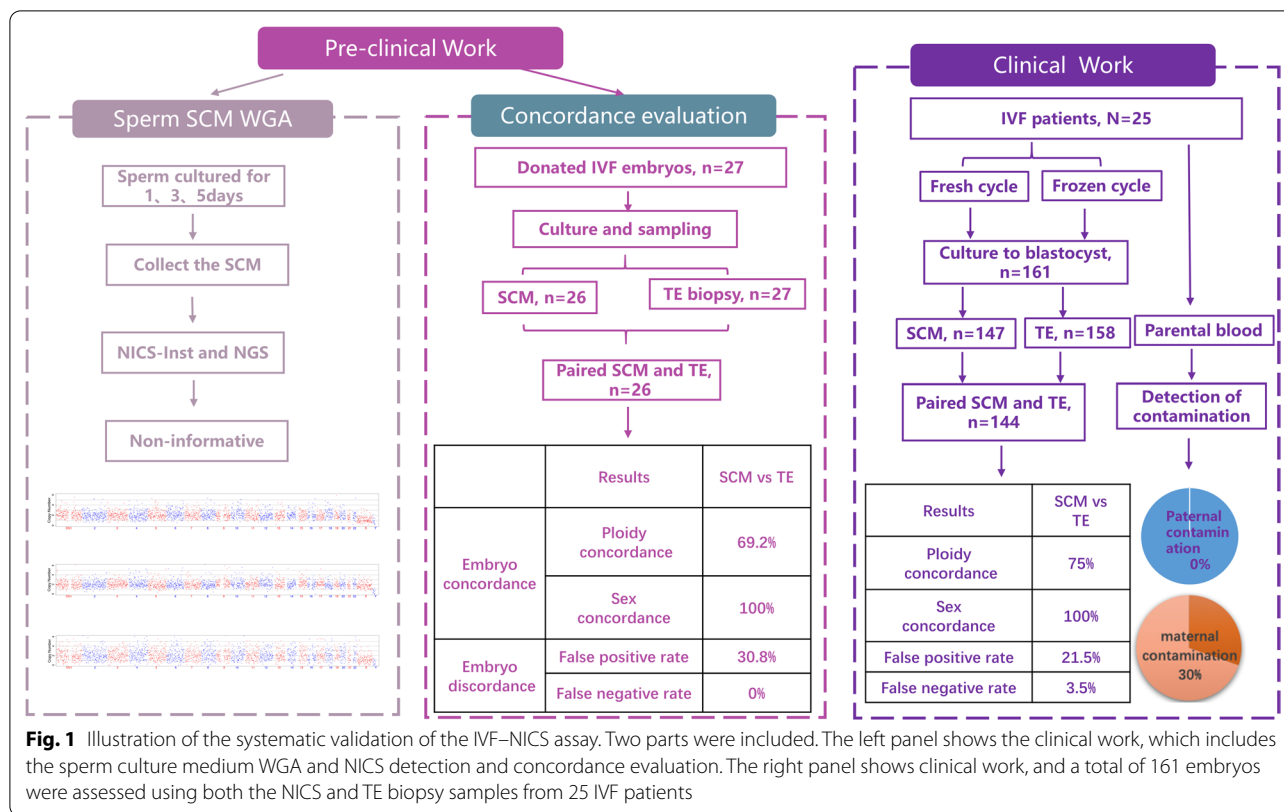 Pre-clinical Work
Sperm SCM WGA
Sperm cultured for
1、3、5days
Collect the SCM
NICS-Inst and NGS
Non-informative
Concordance evaluation
Donated IVF embryos, n=27
Culture and sampling
SCM, n=26
TE biopsy, n=27
Paired SCM and TE,
n=26
Results
SCM vs TE
Embryo
concordance
Ploidy
concordance
69.2%
Sex
concordance
100%
Embryo
discordance
False positive rate
30.8%
False negative rate
0%
Clinical Work
IVF patients, N=25
Fresh cycle
Frozen cycle
Culture to blastocyst,
n=161
SCM, n=147
TE, n=158
Parental blood
Paired SCM and TE,
n=144
Detection of
contamination
Results
SCM vs
TE
Ploidy
concordance
75%
Sex
concordance
100%
False positive rate
21.5%
False negative rate
3.5%
Paternal
contamin
ation
0%
maternal
contamination
30%
Fig. 1 Illustration of the systematic validation of the IVF–NICS assay. Two parts were included. The left panel shows the clinical work, which includes
the sperm culture medium WGA and NICS detection and concordance evaluation. The right panel shows clinical work, and a total of 161 embryos
were assessed using both the NICS and TE biopsy samples from 25 IVF patients